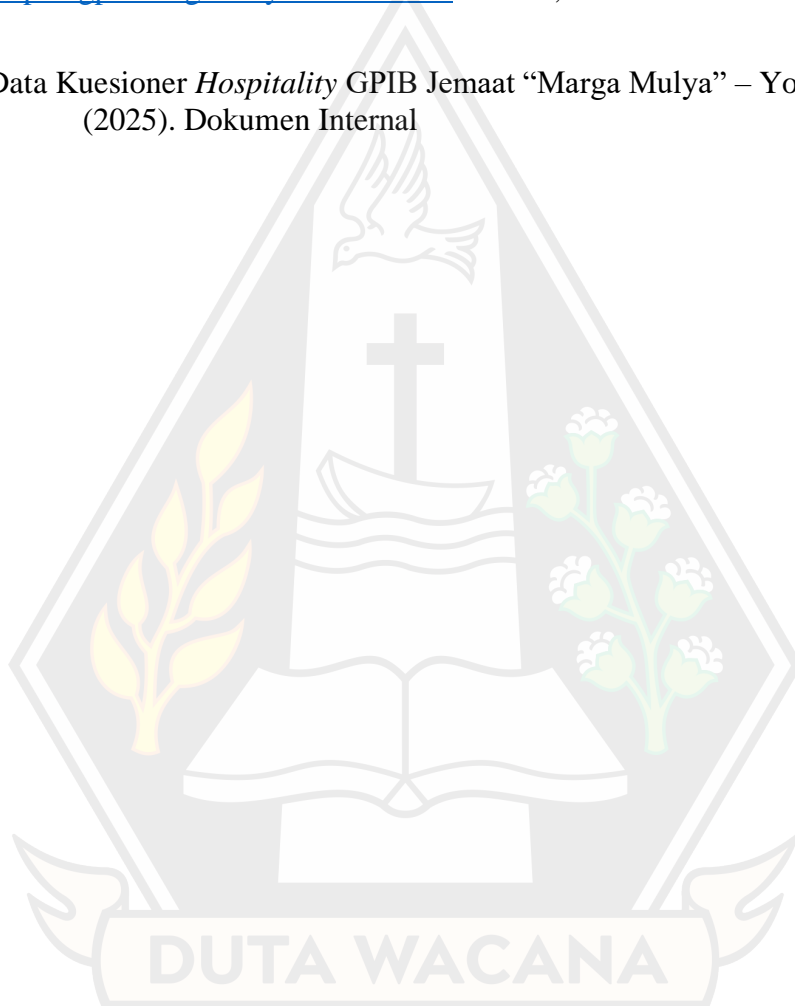 Data Kuesioner Hospitality GPIB Jemaat “Marga Mulya” – Yo
(2025). Dokumen Internal
DUTA WACANA